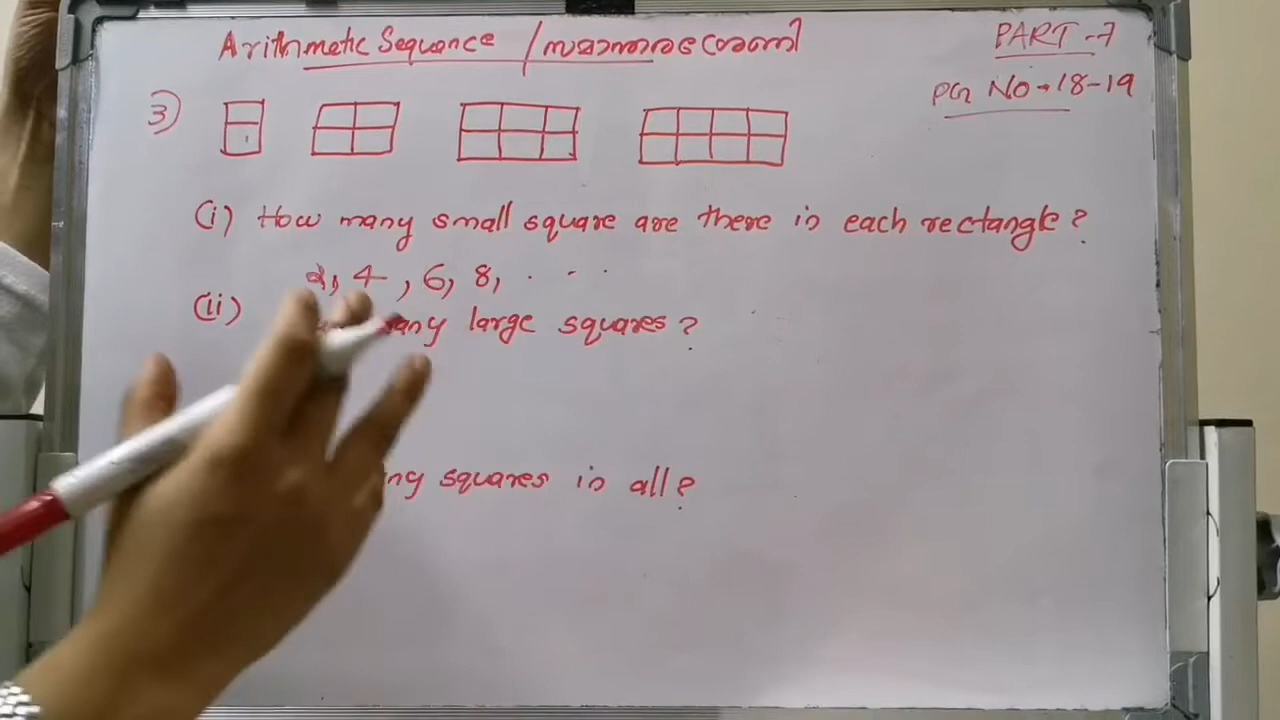 Arithmetic Sequence / സമാന്തരശ്രേണി
PART-7
PG NO-18-19
3)
(i) How many small square are there in each rectangle?
2, 4, 6, 8, . . .
(ii) many large squares?
squares in all?